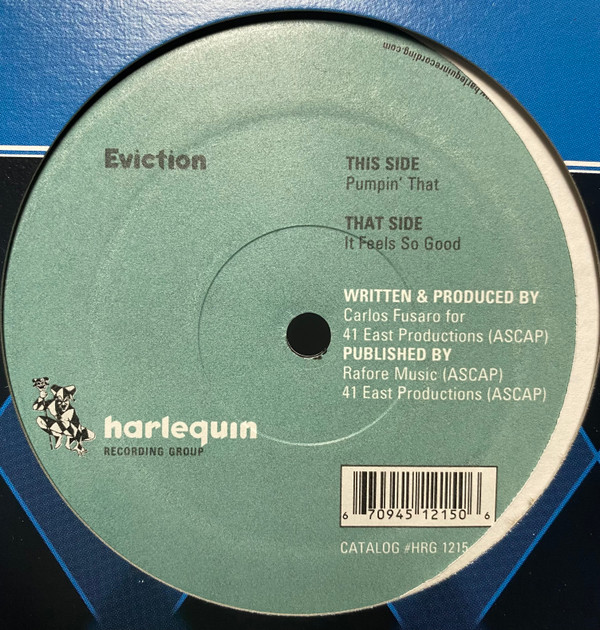 harlequinrecording.com
Eviction
THIS SIDE
Pumpin' That
THAT SIDE
It Feels So Good
WRITTEN & PRODUCED BY
Carlos Fusaro for
41 East Productions (ASCAP)
PUBLISHED BY
Rafore Music (ASCAP)
41 East Productions (ASCAP)
harlequin
RECORDING GROUP
6 70945 12150 6
CATALOG #HRG 1215